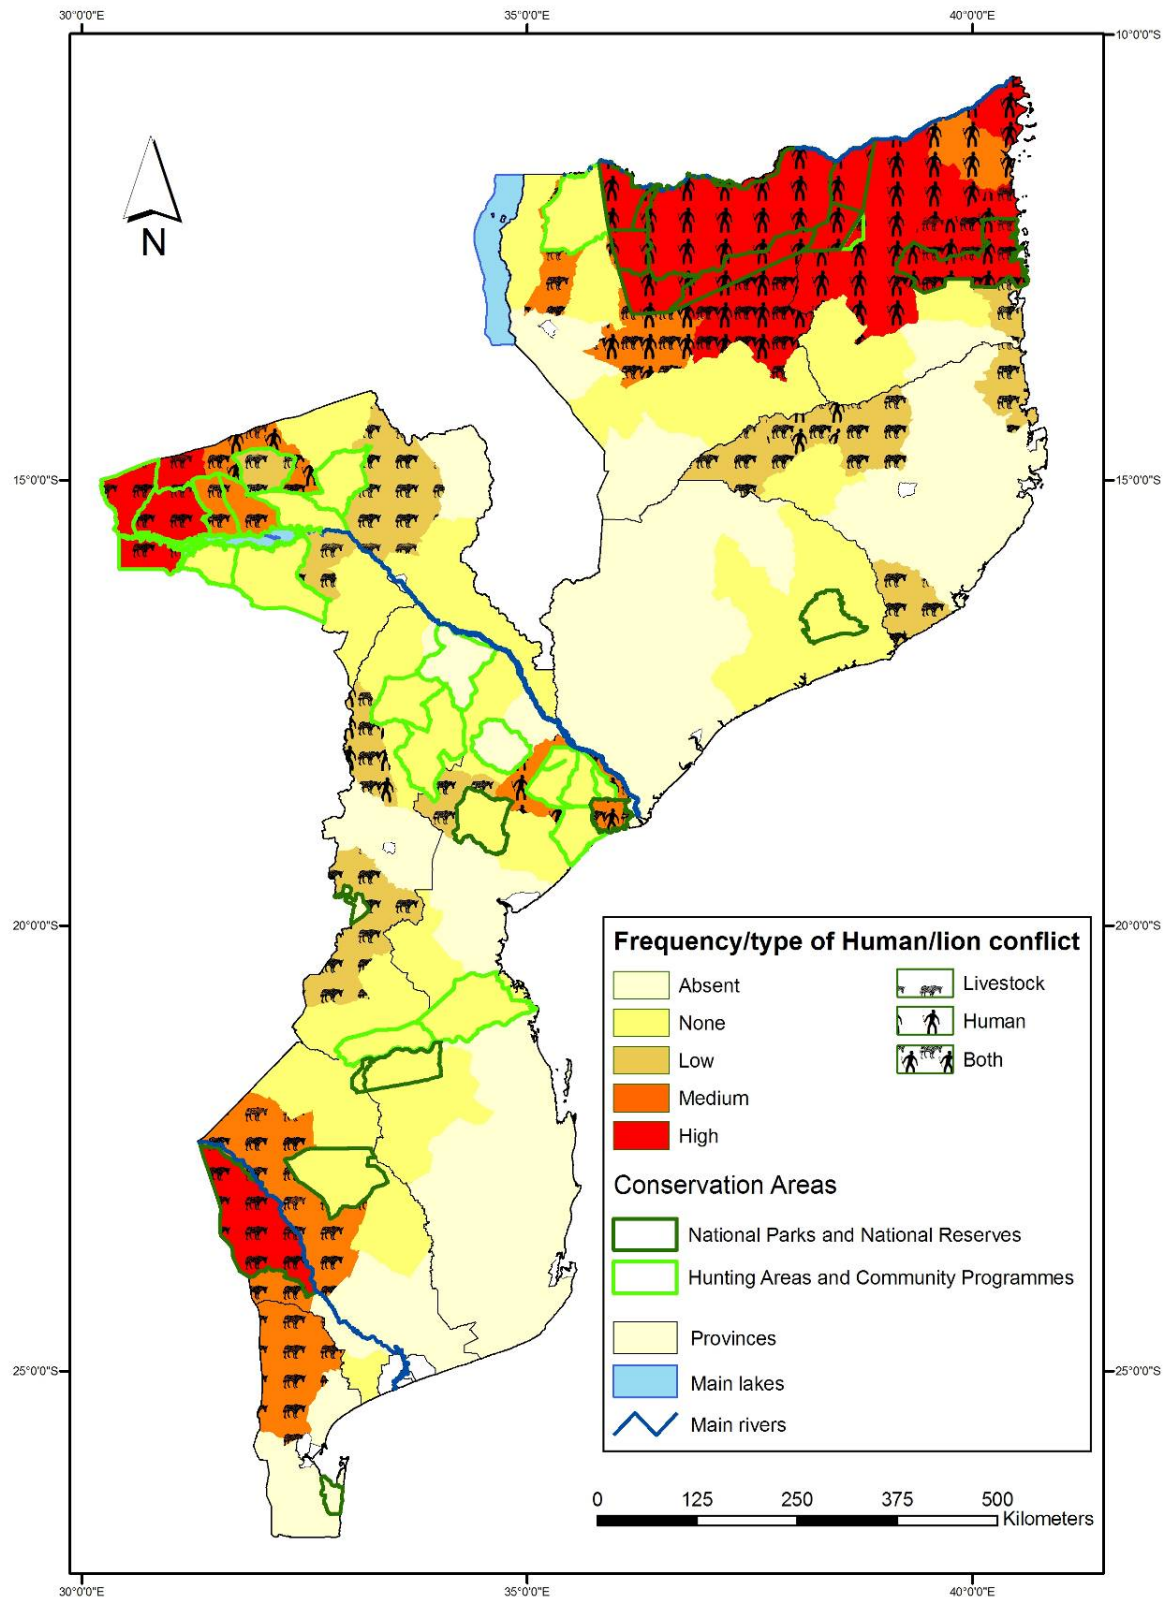 30°0'0"E
35°0'0"E
40°0'0"E
10°0'0"S
N
15°0'0"S
15°0'0"S
20°0'0"S
20°0'0"S
Frequency/type of Human/lion conflict
Absent
None
Low
Medium
High
Livestock
Human
Both
Conservation Areas
National Parks and National Reserves
Hunting Areas and Community Programmes
Provinces
Main lakes
Main rivers
25°0'0"S
25°0'0"S
0 125 250 375 500
Kilometers
30°0'0"E
35°0'0"E
40°0'0"E